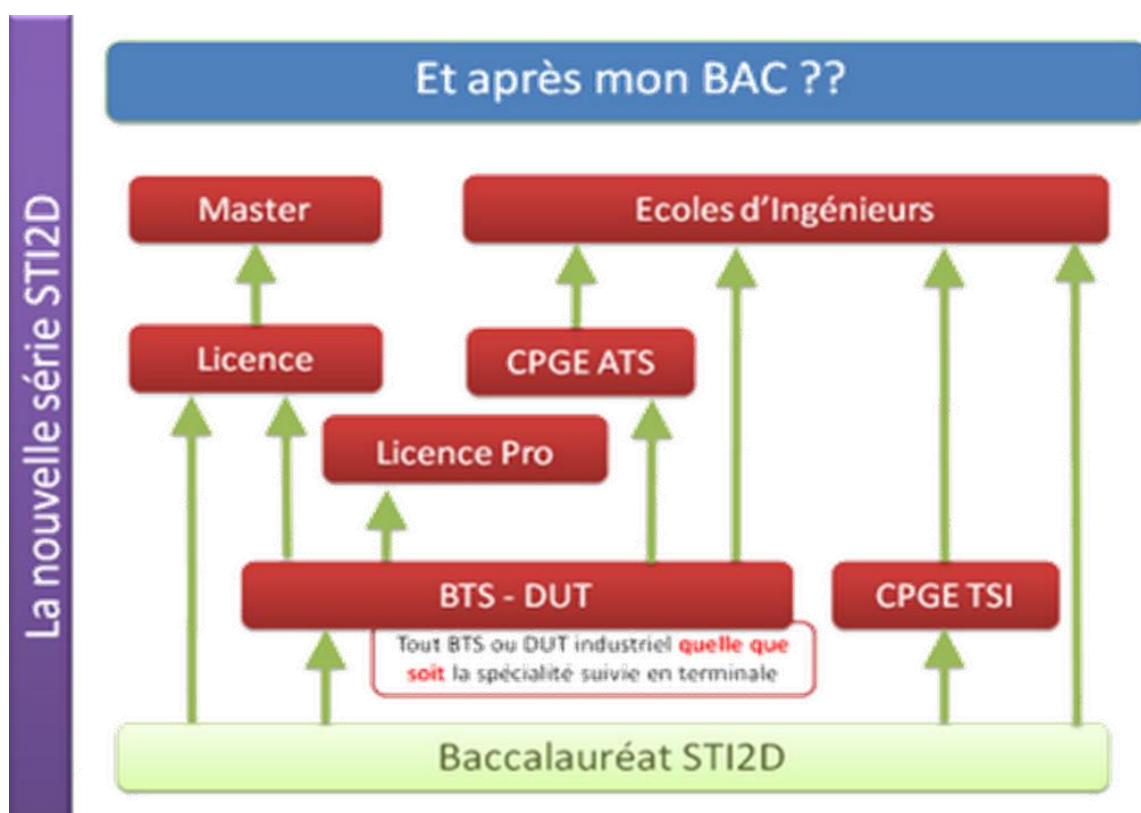 La nouvelle série STI2D
Et après mon BAC ??
Master
Ecoles d'Ingénieurs
Licence
CPGE ATS
Licence Pro
BTS - DUT
CPGE TSI
Tout BTS ou DUT industriel quelle que
soit la spécialité suivie en terminale
Baccalauréat STI2D